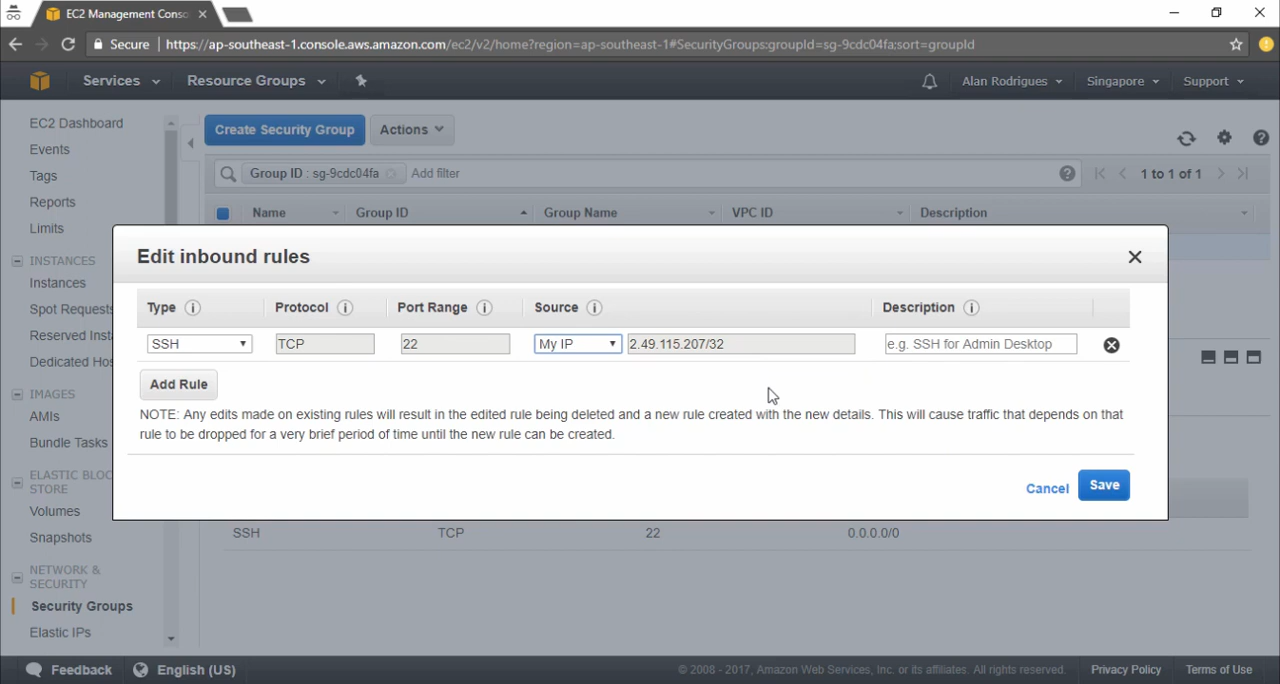 EC2 Management Conso
Secure
https://ap-southeast-1.console.aws.amazon.com/ec2/v2/home?region=ap-southeast-1#SecurityGroups:groupId=sg-9cdc04fa;sort=groupId
Services
Resource Groups
Alan Rodrigues
Singapore
Support
EC2 Dashboard
Events
Tags
Reports
Limits
INSTANCES
Instances
Spot Requests
Reserved Inst
Dedicated Hos
IMAGES
AMIs
Bundle Tasks
ELASTIC BLOC
STORE
Volumes
Snapshots
NETWORK &
SECURITY
Security Groups
Elastic IPs
Create Security Group
Actions
Group ID : sg-9cdc04fa
Add filter
1 to 1 of 1
Name
Group ID
Group Name
VPC ID
Description
Edit inbound rules
Type
Protocol
Port Range
Source
Description
SSH
TCP
22
My IP
2.49.115.207/32
e.g. SSH for Admin Desktop
Add Rule
NOTE: Any edits made on existing rules will result in the edited rule being deleted and a new rule created with the new details. This will cause traffic that depends on that
rule to be dropped for a very brief period of time until the new rule can be created.
Cancel
Save
SSH
TCP
22
0.0.0.0/0
Feedback
English (US)
© 2008 - 2017, Amazon Web Services, Inc. or its affiliates. All rights reserved.
Privacy Policy
Terms of Use